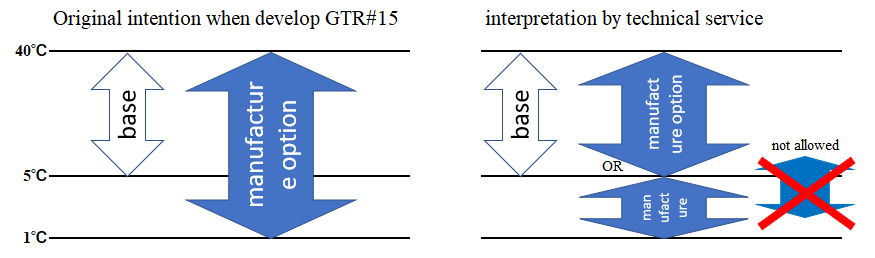 Original intention when develop GTR#15
interpretation by technical service
40℃
base
manufactur
e option
5℃
1℃
base
manufact
ure option
not allowed
OR
man
ufact
ure